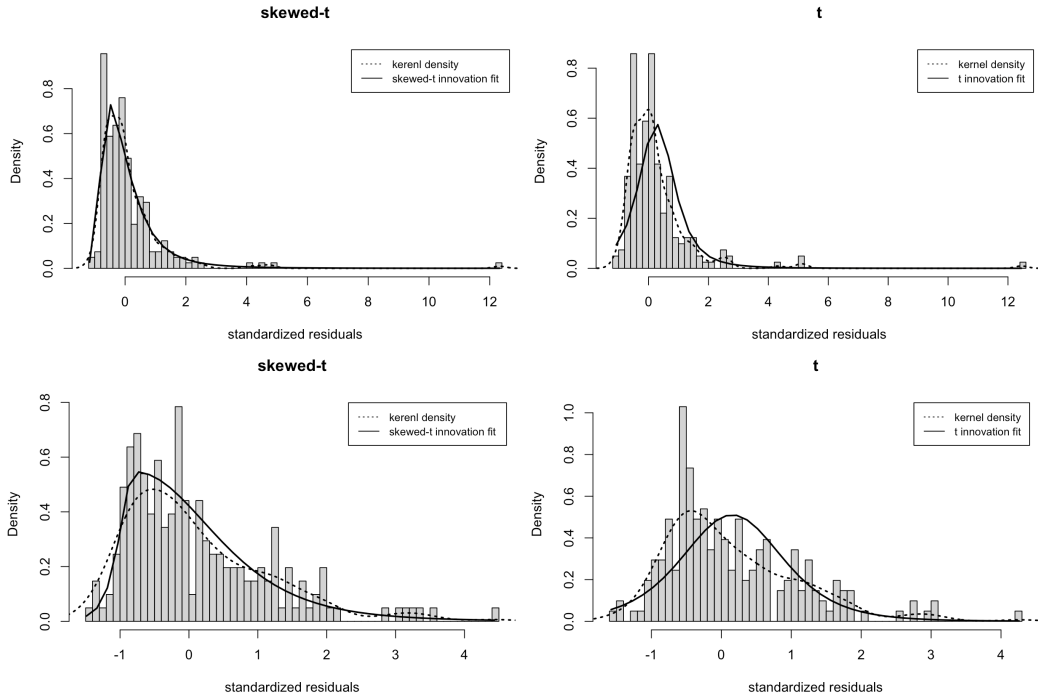 skewed-t
kerenl density
skewed-t innovation fit
Density
0.0 0.2 0.4 0.6 0.8
0 2 4 6 8 10 12
standardized residuals
t
kernel density
t innovation fit
Density
0.0 0.2 0.4 0.6 0.8
0 2 4 6 8 10 12
standardized residuals
skewed-t
kerenl density
skewed-t innovation fit
Density
0.0 0.2 0.4 0.6 0.8
-1 0 1 2 3 4
standardized residuals
t
kernel density
t innovation fit
Density
0.0 0.2 0.4 0.6 0.8 1.0
-1 0 1 2 3 4
standardized residuals